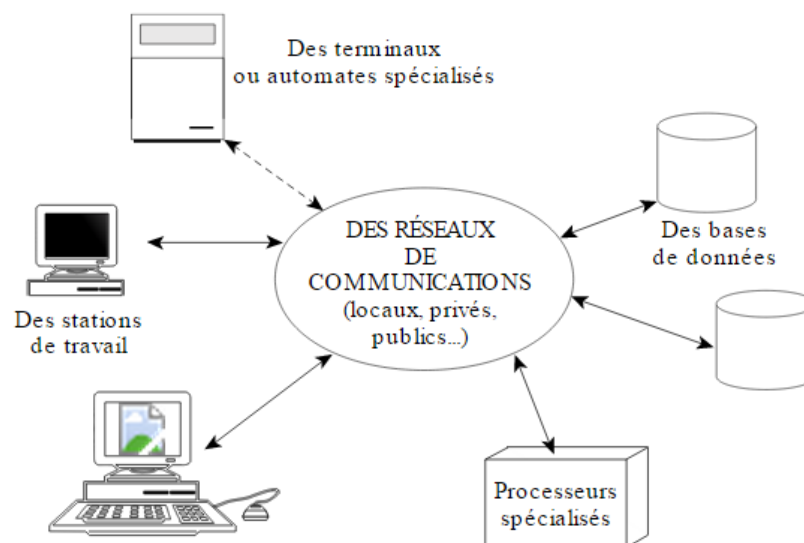 Des terminaux
ou automates spécialisés
DES RÉSEAUX
DE
COMMUNICATIONS
(locaux, privés,
publics...)
Des bases
de données
Des stations
de travail
Processeurs
spécialisés